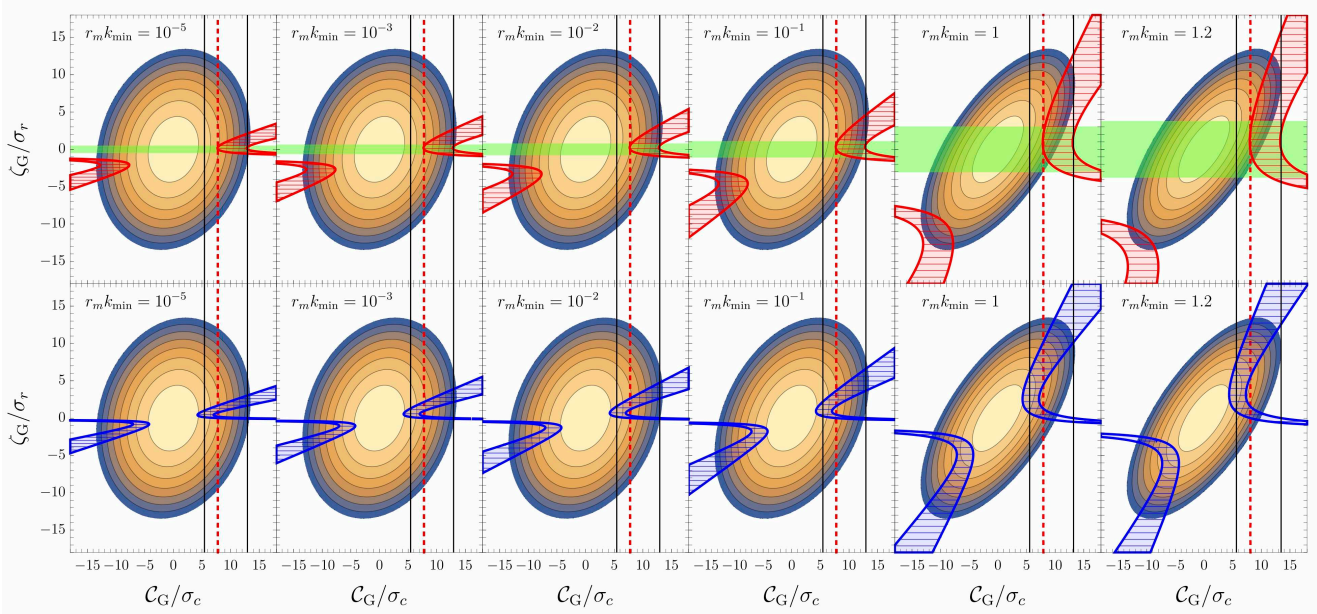 r_m k_min = 10^−5
r_m k_min = 10^−3
r_m k_min = 10^−2
r_m k_min = 10^−1
r_m k_min = 1
r_m k_min = 1.2
15
10
5
0
−5
−10
−15
ζ_G/σ_r
r_m k_min = 10^−5
r_m k_min = 10^−3
r_m k_min = 10^−2
r_m k_min = 10^−1
r_m k_min = 1
r_m k_min = 1.2
15
10
5
0
−5
−10
−15
ζ_G/σ_r
−15 −10 −5 0 5 10 15
−15 −10 −5 0 5 10 15
−15 −10 −5 0 5 10 15
−15 −10 −5 0 5 10 15
−15 −10 −5 0 5 10 15
−15 −10 −5 0 5 10 15
𝒞_G/σ_c
𝒞_G/σ_c
𝒞_G/σ_c
𝒞_G/σ_c
𝒞_G/σ_c
𝒞_G/σ_c